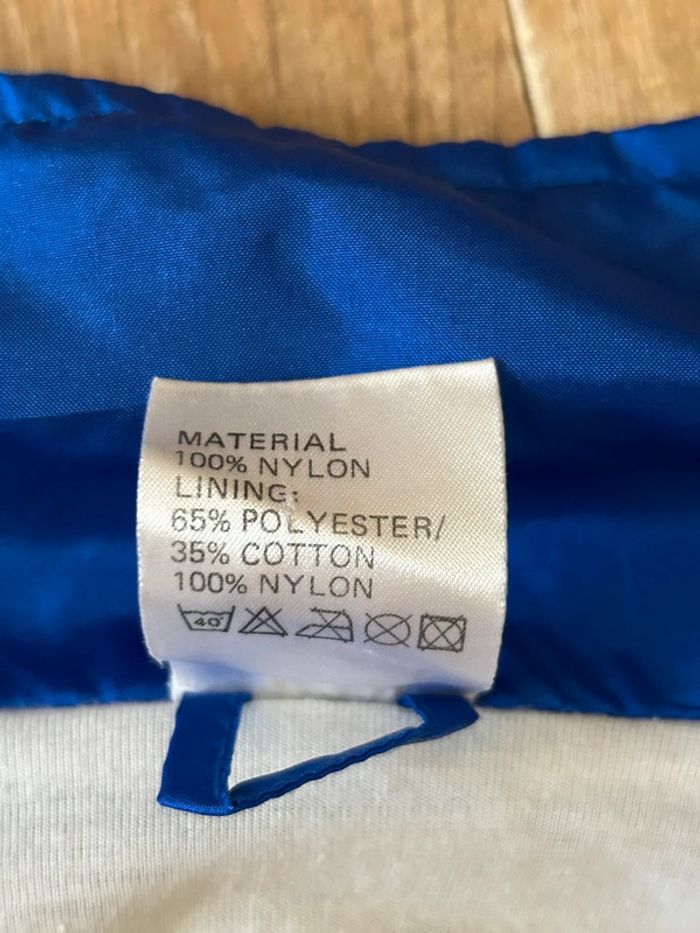 MATERIAL
100% NYLON
LINING:
65% POLYESTER/
35% COTTON
100% NYLON
40°